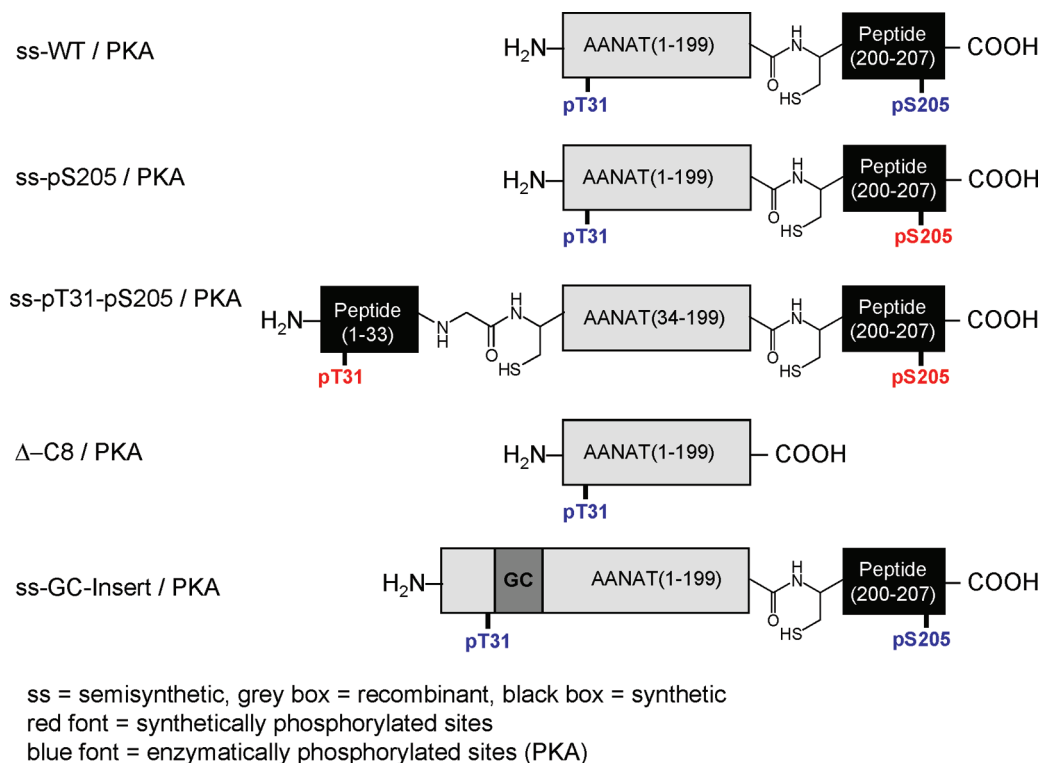 ss-WT / PKA
H₂N AANAT(1-199) O H N HS Peptide (200-207) COOH
pT31 pS205
ss-pS205 / PKA
H₂N AANAT(1-199) O H N HS Peptide (200-207) COOH
pT31 pS205
ss-pT31-pS205 / PKA
H₂N Peptide (1-33) N H O H N HS AANAT(34-199) O H N HS Peptide (200-207) COOH
pT31 pS205
Δ–C8 / PKA
H₂N AANAT(1-199) COOH
pT31
ss-GC-Insert / PKA
H₂N GC AANAT(1-199) O H N HS Peptide (200-207) COOH
pT31 pS205
ss = semisynthetic, grey box = recombinant, black box = synthetic
red font = synthetically phosphorylated sites
blue font = enzymatically phosphorylated sites (PKA)